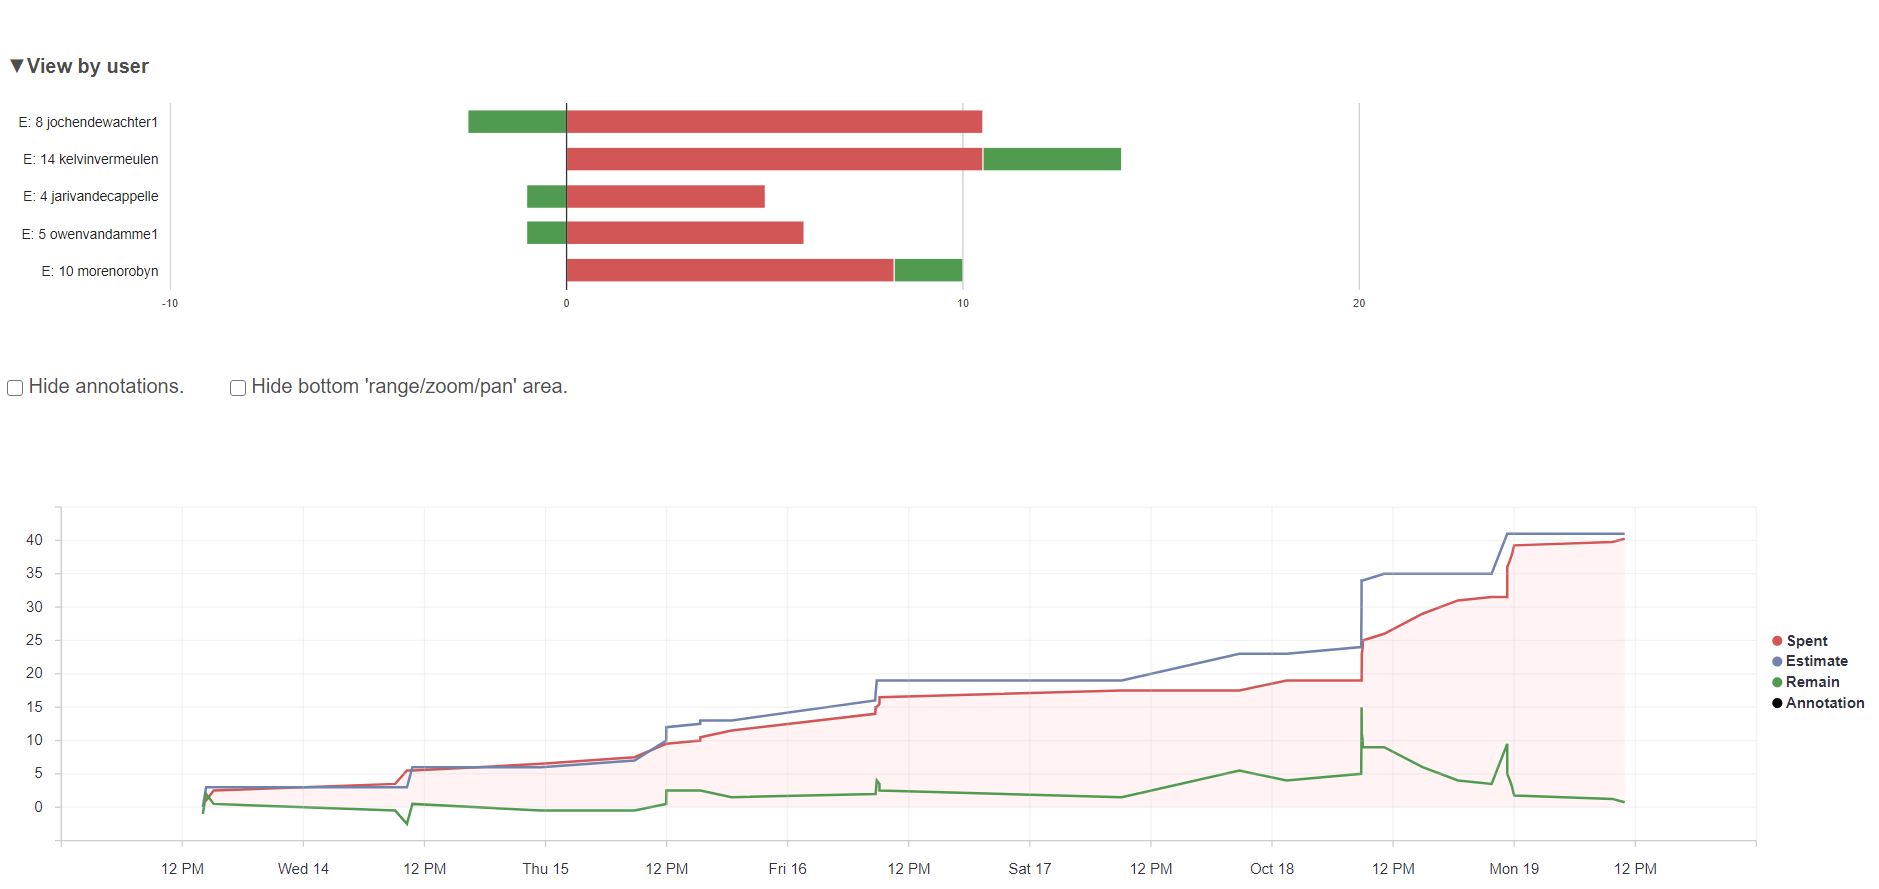 ▼View by user
E: 8 jochendewachter1
E: 14 kelvinvermeulen
E: 4 jarivandecappelle
E: 5 owenvandamme1
E: 10 morenorobyn
-10 0 10 20
Hide annotations. Hide bottom 'range/zoom/pan' area.
40
35
30
25
20
15
10
5
0
Spent
Estimate
Remain
Annotation
12 PM Wed 14 12 PM Thu 15 12 PM Fri 16 12 PM Sat 17 12 PM Oct 18 12 PM Mon 19 12 PM